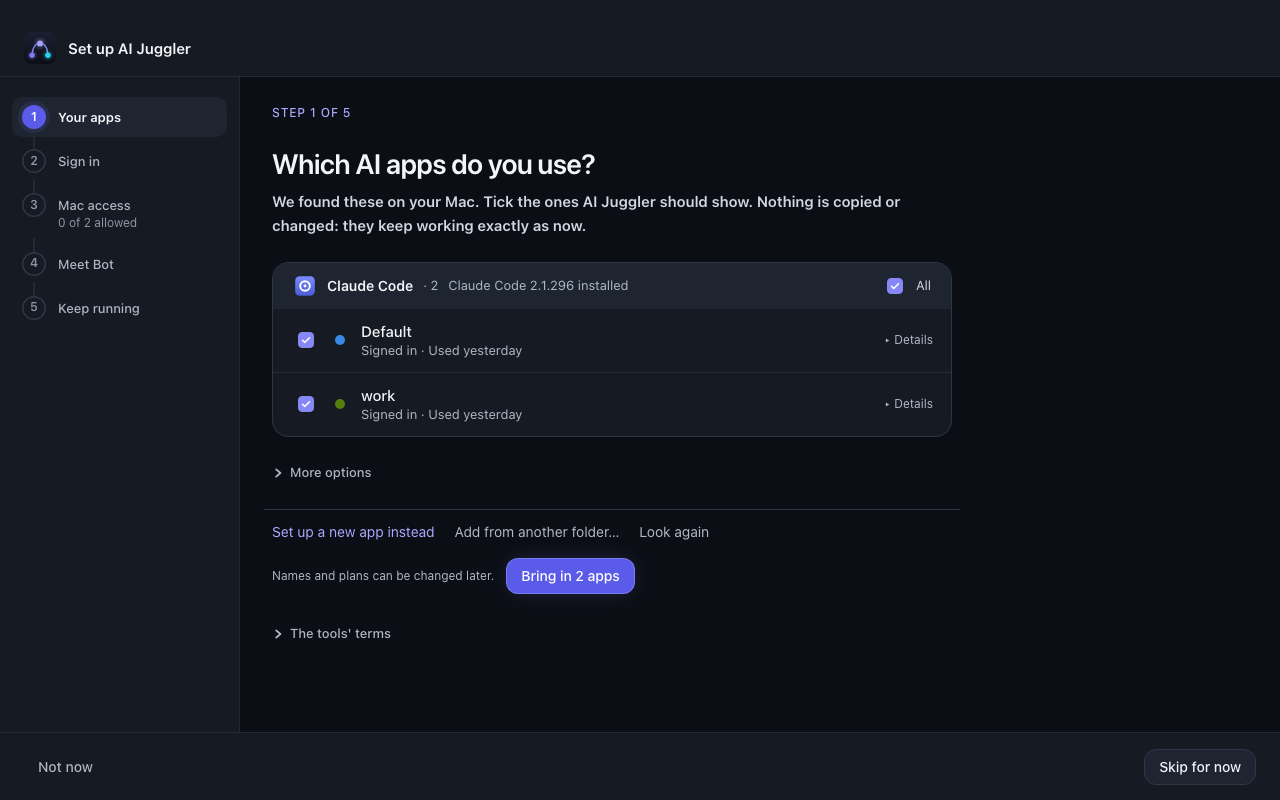 Set up AI Juggler
1 Your apps
2 Sign in
3 Mac access
0 of 2 allowed
4 Meet Bot
5 Keep running
STEP 1 OF 5
Which AI apps do you use?
We found these on your Mac. Tick the ones AI Juggler should show. Nothing is copied or
changed: they keep working exactly as now.
Claude Code · 2 Claude Code 2.1.296 installed All
Default
Signed in · Used yesterday
Details
work
Signed in · Used yesterday
Details
More options
Set up a new app instead Add from another folder... Look again
Names and plans can be changed later. Bring in 2 apps
The tools' terms
Not now Skip for now